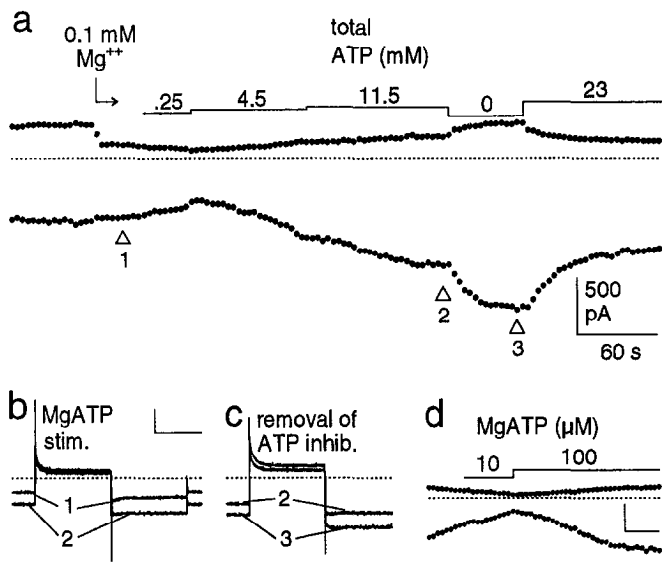 a
0.1 mM
Mg++
total
ATP (mM)
.25
4.5
11.5
0
23
1
2
3
500
pA
60 s
b
MgATP
stim.
1
2
c
removal of
ATP inhib.
2
3
d
MgATP (µM)
10
100